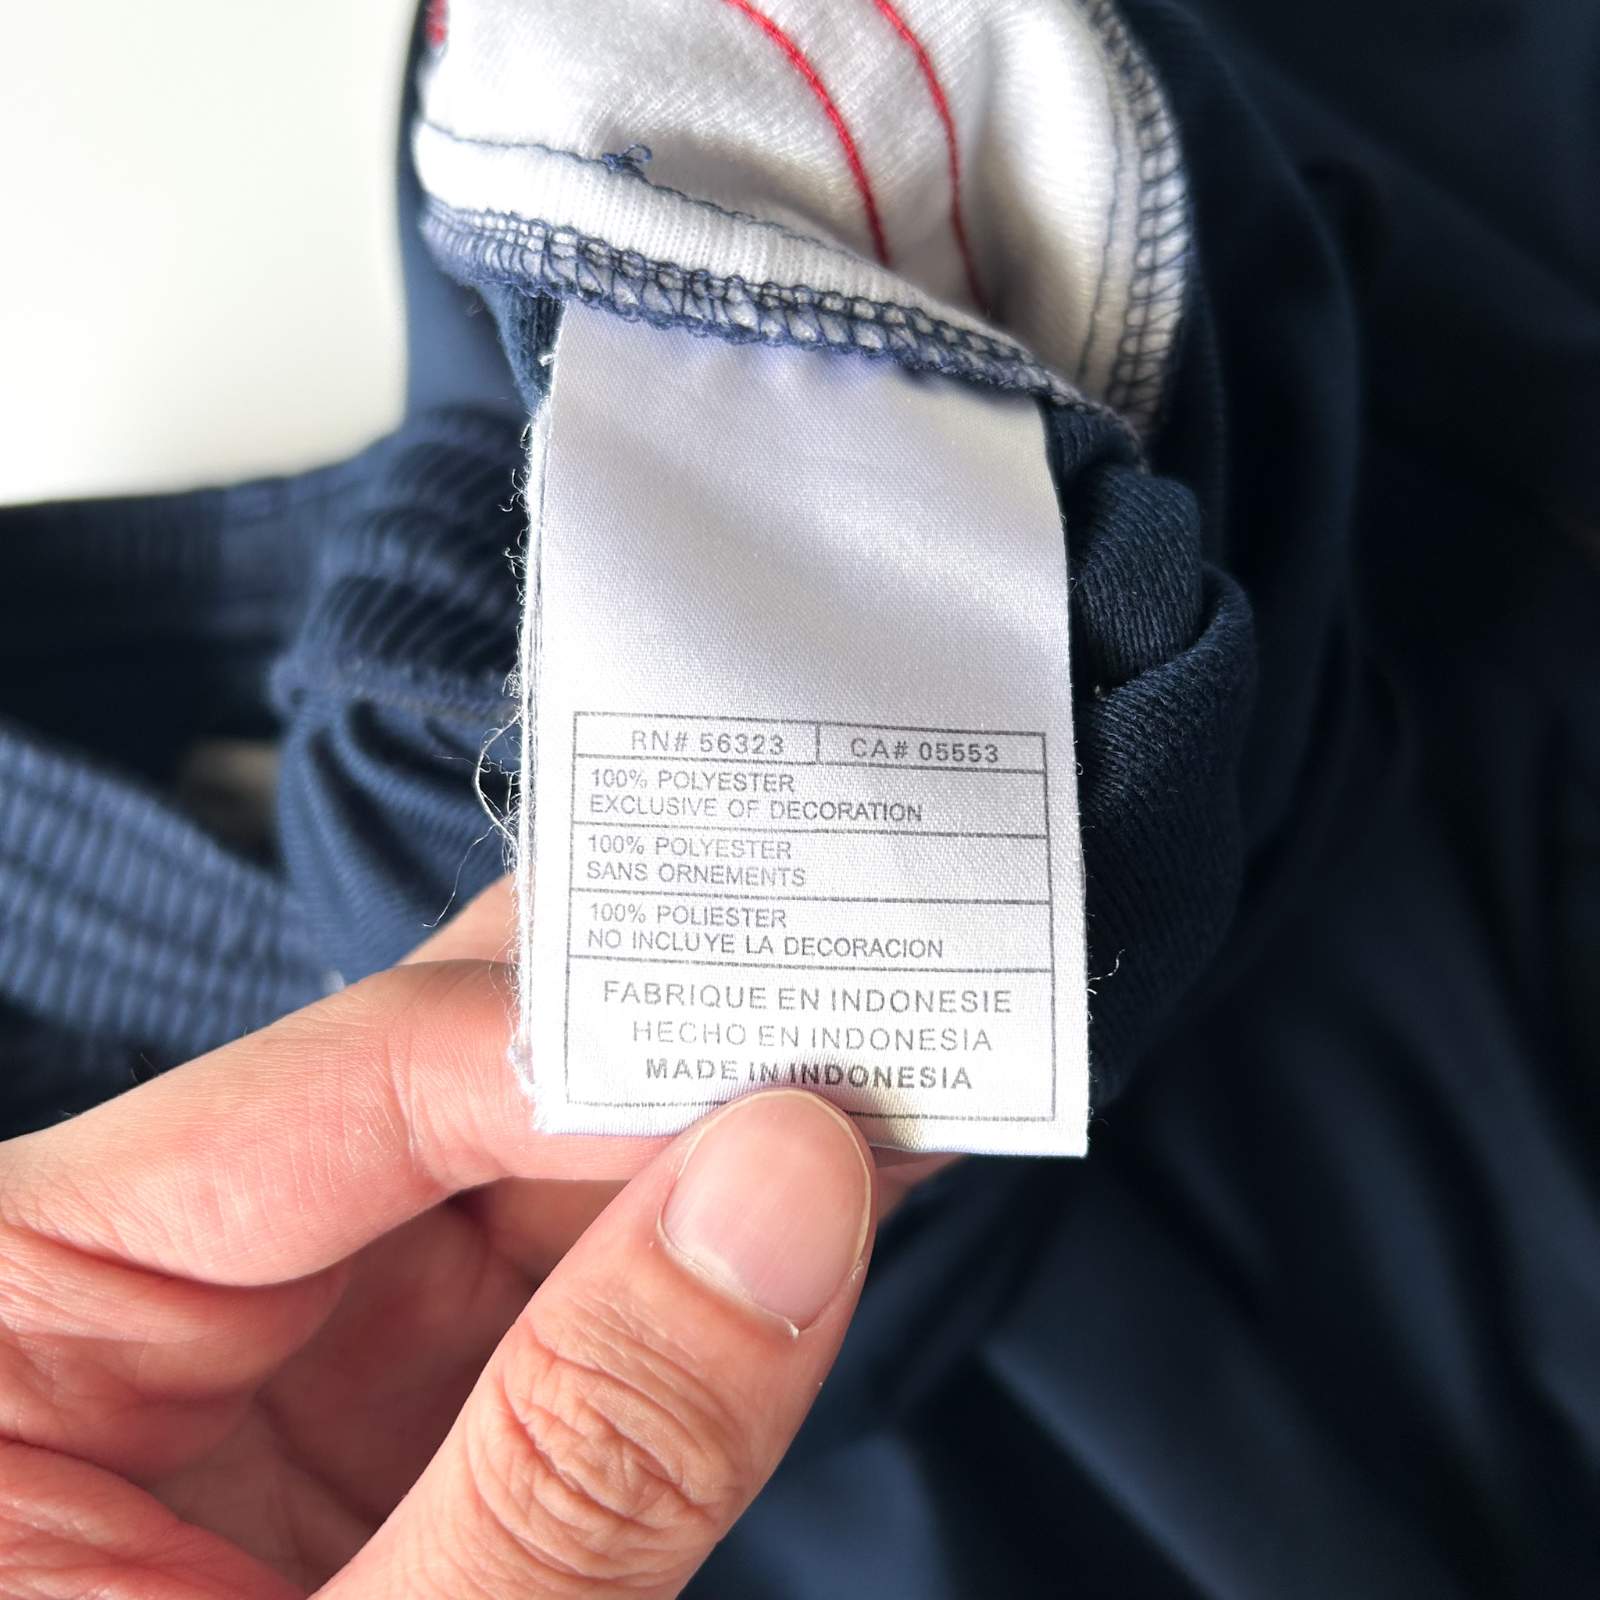 RN# 56323 CA# 05553
100% POLYESTER
EXCLUSIVE OF DECORATION
100% POLYESTER
SANS ORNEMENTS
100% POLIESTER
NO INCLUYE LA DECORACION
FABRIQUE EN INDONESIE
HECHO EN INDONESIA
MADE IN INDONESIA